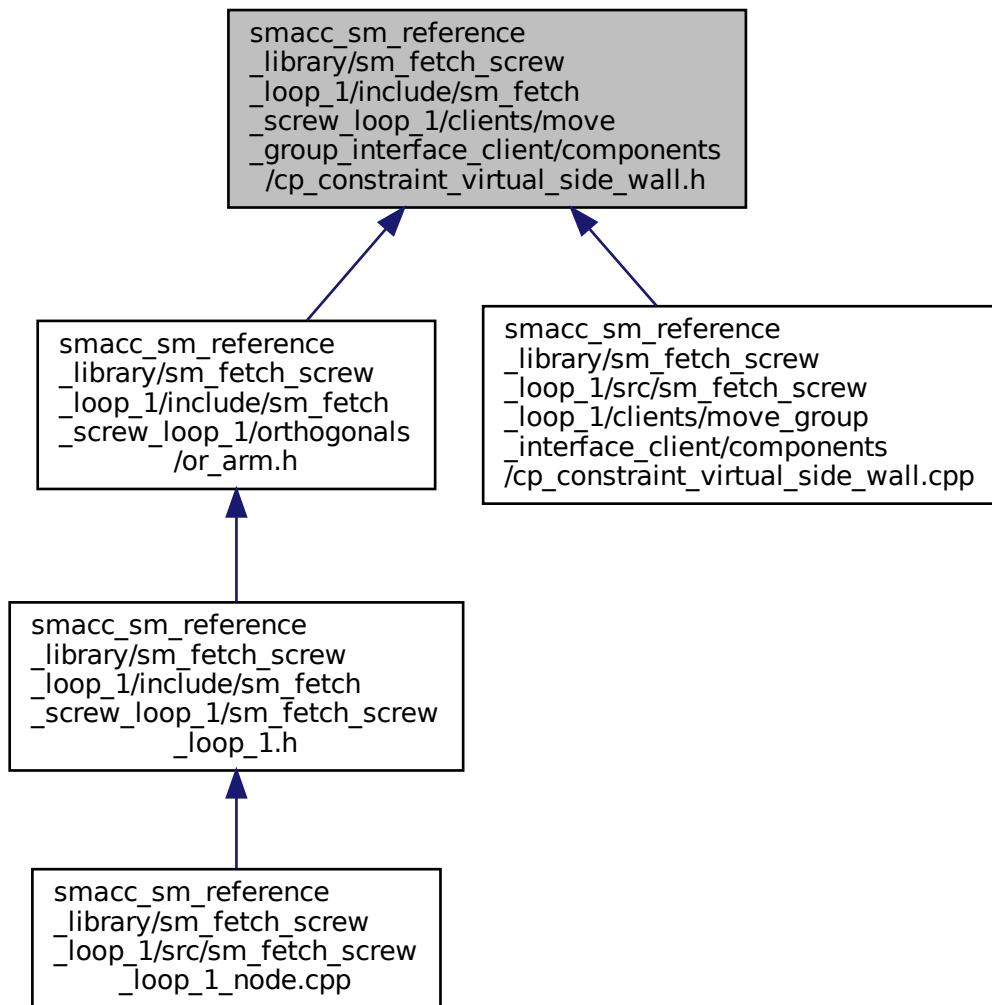 smacc_sm_reference
_library/sm_fetch_screw
_loop_1/include/sm_fetch
_screw_loop_1/clients/move
_group_interface_client/components
/cp_constraint_virtual_side_wall.h
smacc_sm_reference
_library/sm_fetch_screw
_loop_1/include/sm_fetch
_screw_loop_1/orthogonals
/or_arm.h
smacc_sm_reference
_library/sm_fetch_screw
_loop_1/src/sm_fetch_screw
_loop_1/clients/move_group
_interface_client/components
/cp_constraint_virtual_side_wall.cpp
smacc_sm_reference
_library/sm_fetch_screw
_loop_1/include/sm_fetch
_screw_loop_1/sm_fetch_screw
_loop_1.h
smacc_sm_reference
_library/sm_fetch_screw
_loop_1/src/sm_fetch_screw
_loop_1_node.cpp